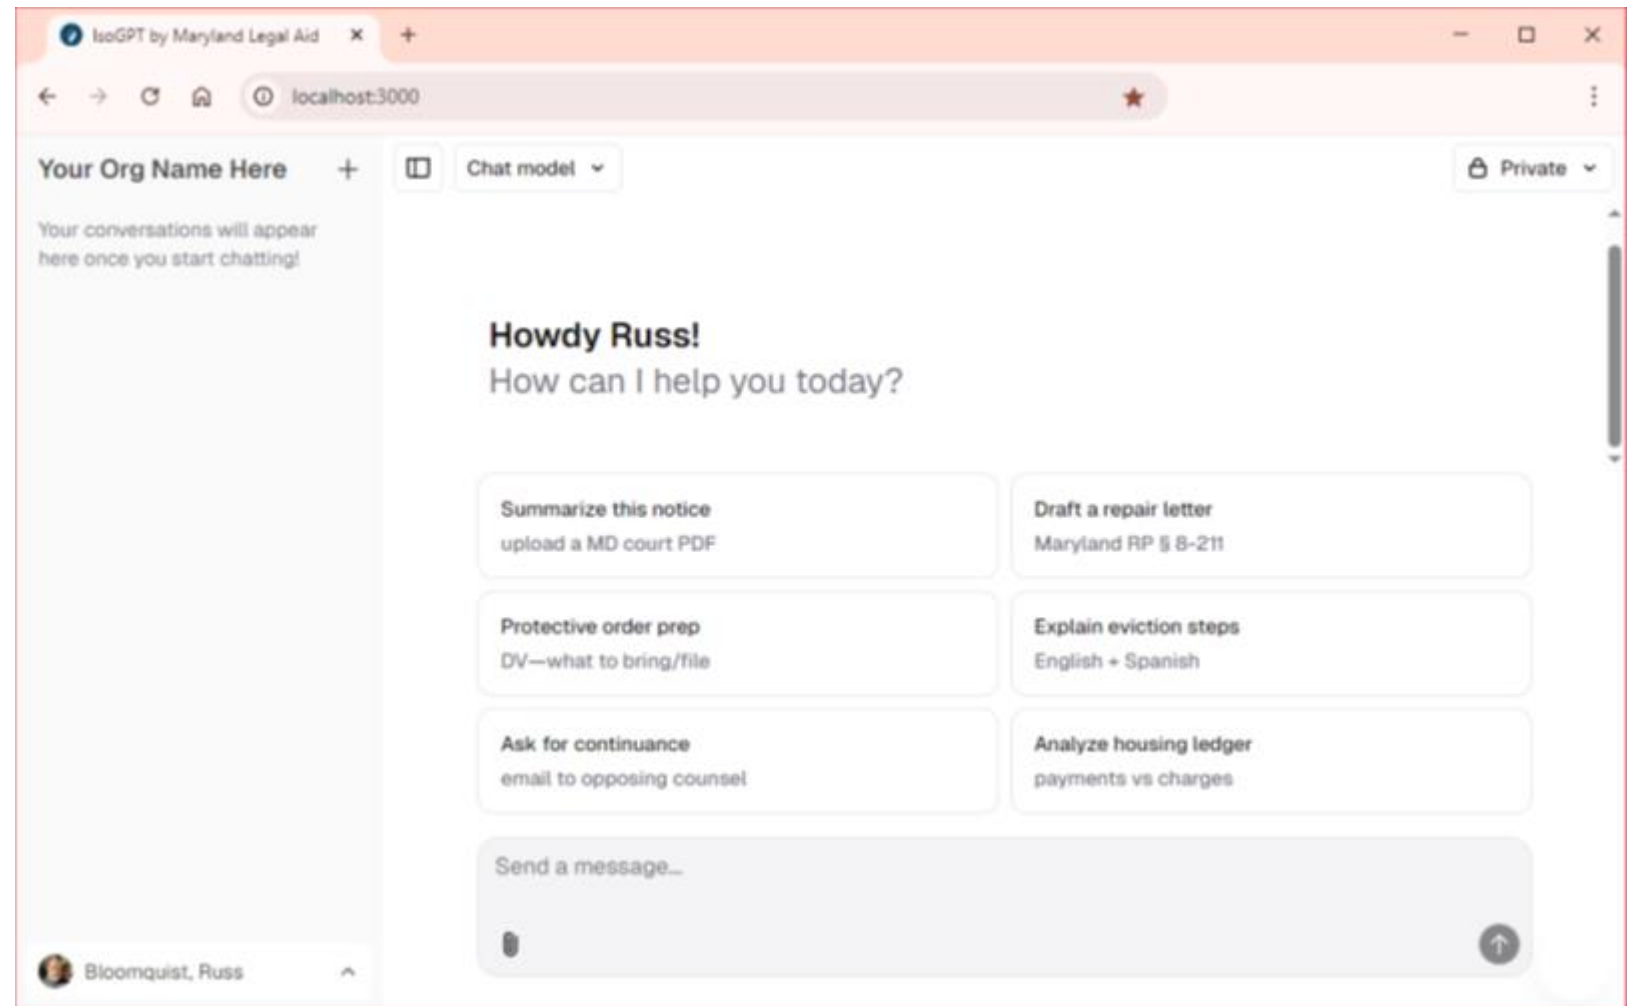 IsoGPT by Maryland Legal Aid
localhost:3000
Your Org Name Here
Chat model
Private
Your conversations will appear
here once you start chatting!
Howdy Russ!
How can I help you today?
Summarize this notice
upload a MD court PDF
Draft a repair letter
Maryland RP § 8-211
Protective order prep
DV—what to bring/file
Explain eviction steps
English + Spanish
Ask for continuance
email to opposing counsel
Analyze housing ledger
payments vs charges
Send a message...
Bloomquist, Russ